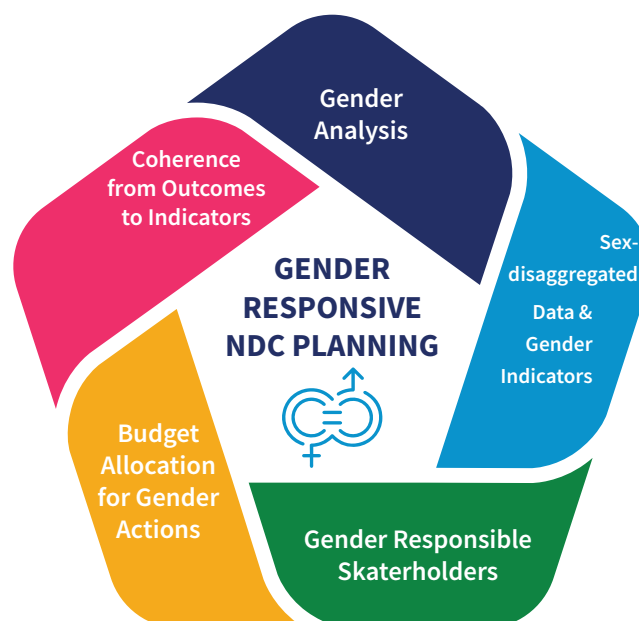 Gender
Analysis
Coherence
from Outcomes
to Indicators
Sex-
disaggregated
Data &
Gender
Indicators
GENDER
RESPONSIVE
NDC PLANNING
Budget
Allocation
for Gender
Actions
Gender Responsible
Skaterholders